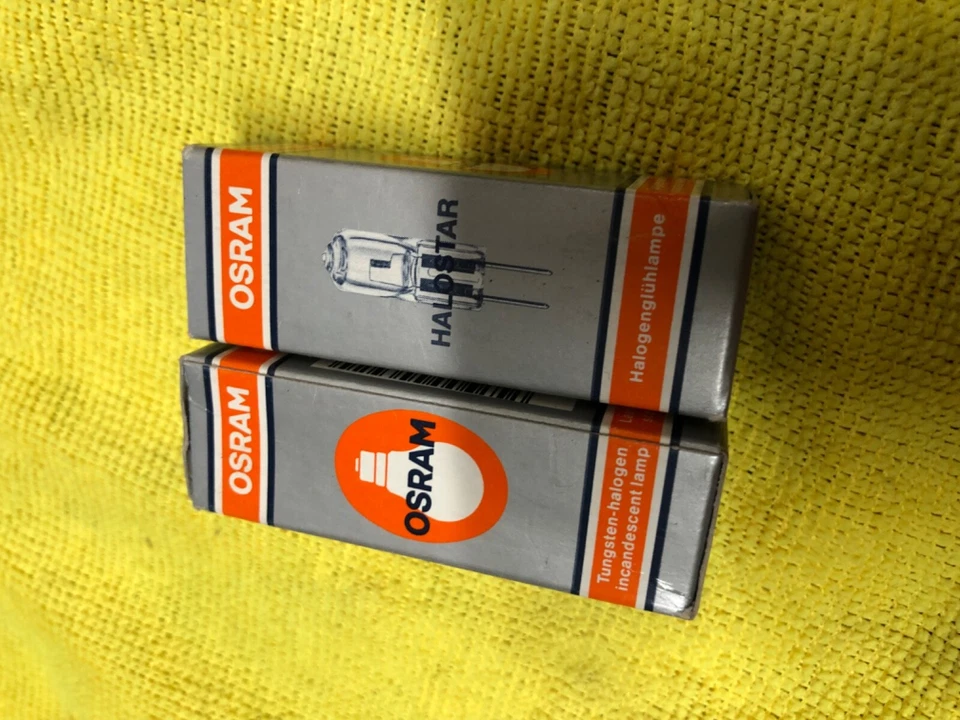 OSRAM
HALOSTAR
Halogenglühlampe
OSRAM
OSRAM
Tungsten-halogen
incandescent lamp